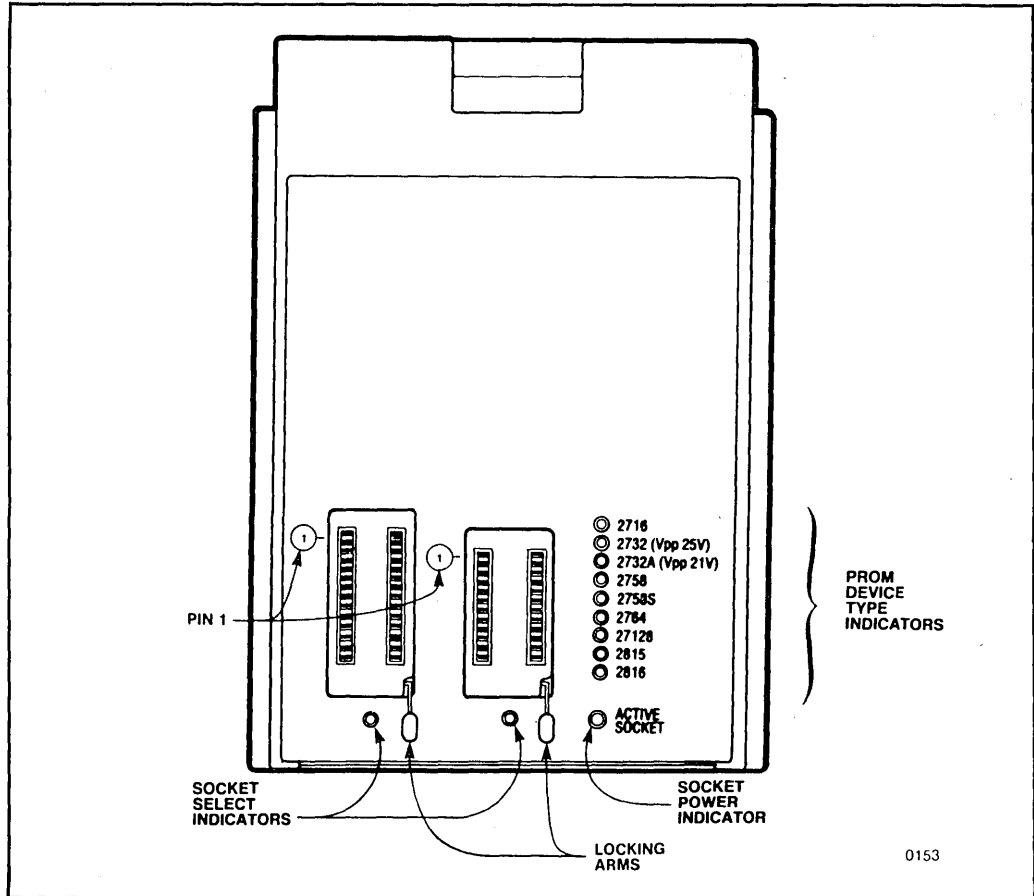 1
1
PIN 1
2716
2732 (Vpp 25V)
2732A (Vpp 21V)
2758
2758S
2764
27128
2815
2816
ACTIVE
SOCKET
PROM
DEVICE
TYPE
INDICATORS
SOCKET
SELECT
INDICATORS
SOCKET
POWER
INDICATOR
LOCKING
ARMS
0153